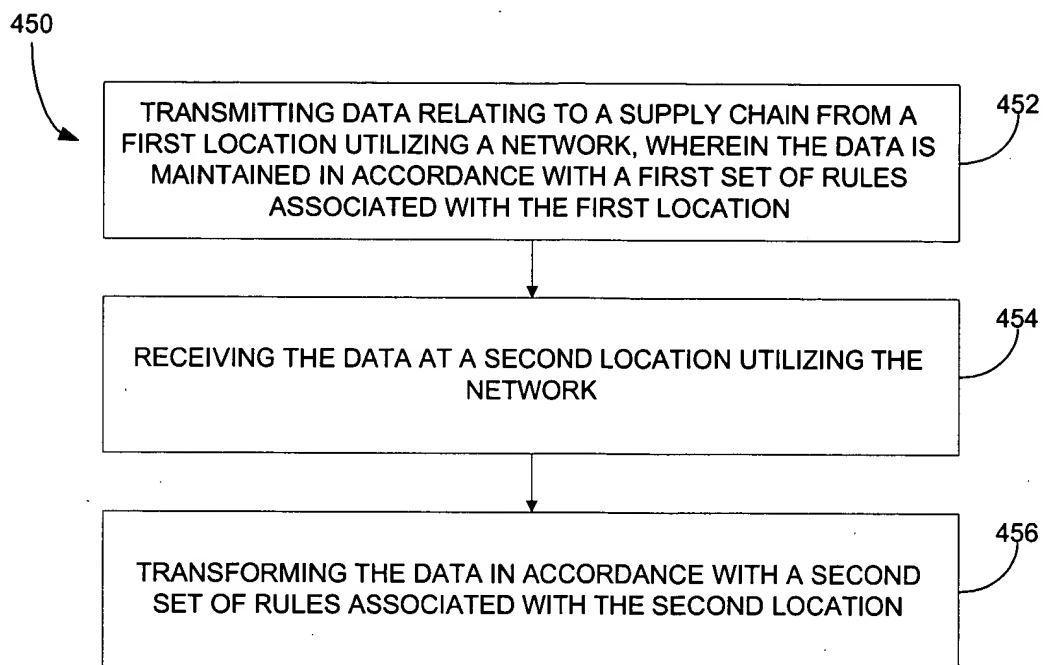 450
TRANSMITTING DATA RELATING TO A SUPPLY CHAIN FROM A
FIRST LOCATION UTILIZING A NETWORK, WHEREIN THE DATA IS
MAINTAINED IN ACCORDANCE WITH A FIRST SET OF RULES
ASSOCIATED WITH THE FIRST LOCATION
452
RECEIVING THE DATA AT A SECOND LOCATION UTILIZING THE
NETWORK
454
TRANSFORMING THE DATA IN ACCORDANCE WITH A SECOND
SET OF RULES ASSOCIATED WITH THE SECOND LOCATION
456